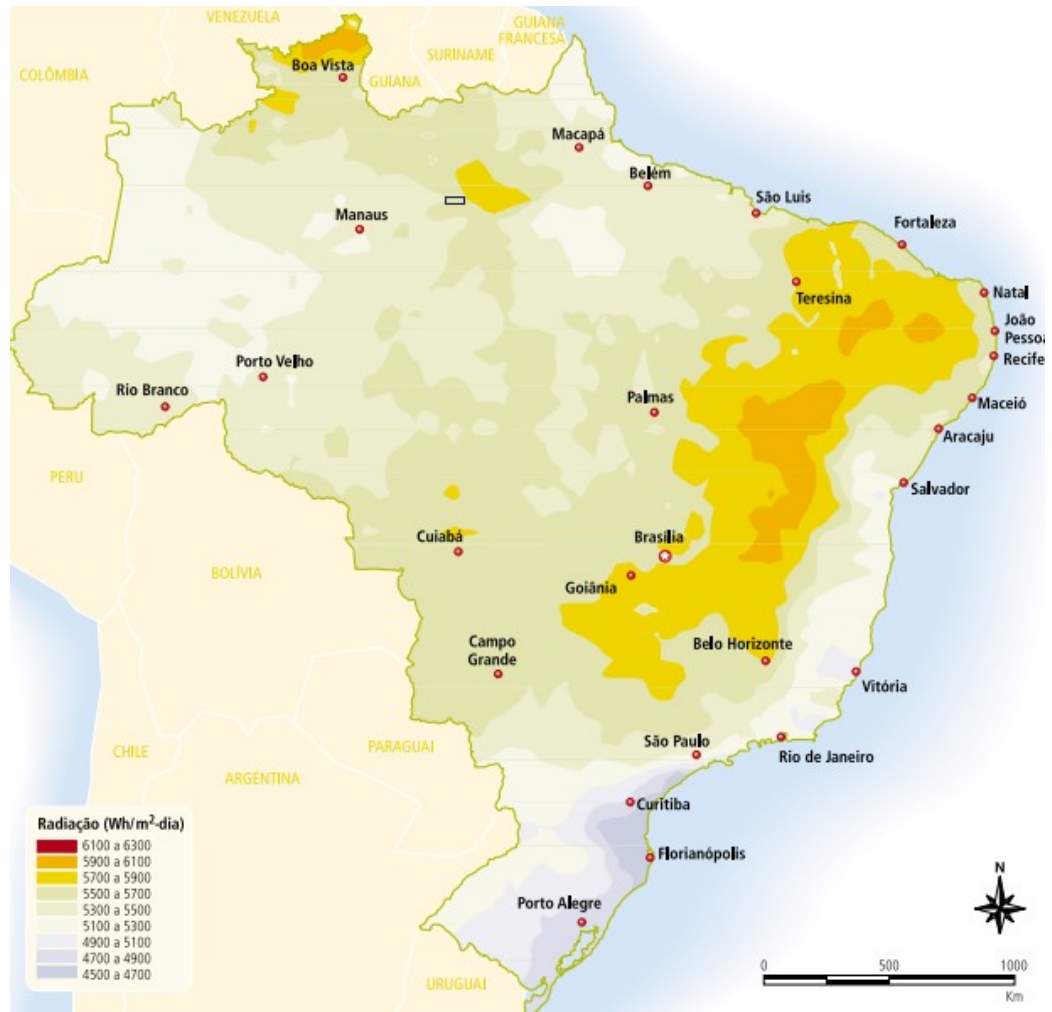 VENEZUELA
GUIANA
FRANCESA
SURINAME
COLÔMBIA
Boa Vista
GUIANA
Macapá
Belém
São Luis
Manaus
Fortaleza
Teresina
Natal
João
Pessoa
Recife
Porto Velho
Rio Branco
Palmas
Maceió
Aracaju
PERU
Salvador
Cuiabá
Brasília
BOLÍVIA
Goiânia
Campo
Grande
Belo Horizonte
Vitória
PARAGUAI
São Paulo
CHILE
Rio de Janeiro
ARGENTINA
Curitiba
Radiação (Wh/m²-dia)
6100 a 6300
5900 a 6100
5700 a 5900
5500 a 5700
5300 a 5500
5100 a 5300
4900 a 5100
4700 a 4900
4500 a 4700
Florianópolis
N
Porto Alegre
URUGUAI
0 500 1000
Km